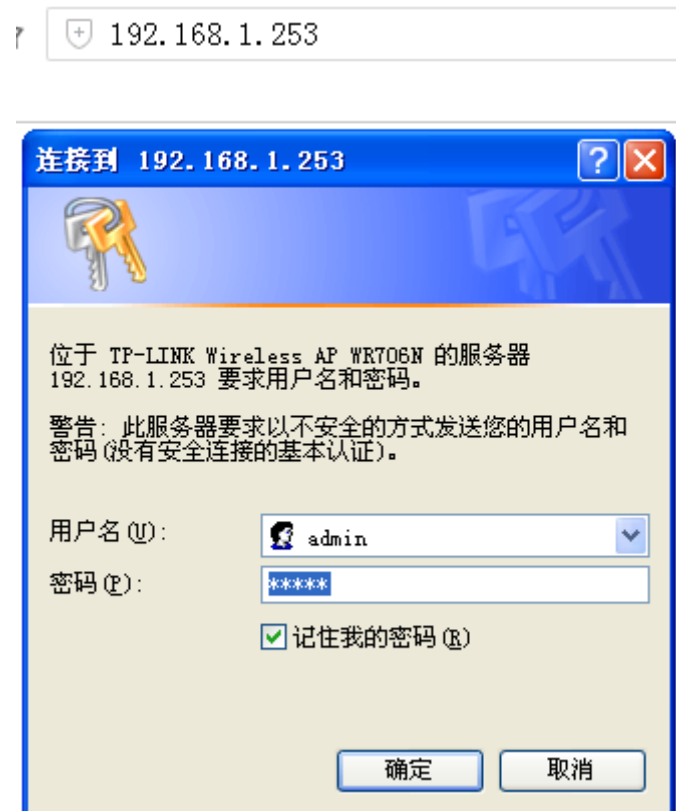 192.168.1.253
连接到 192.168.1.253
位于 TP-LINK Wireless AP WR706N 的服务器
192.168.1.253 要求用户名和密码。
警告: 此服务器要求以不安全的方式发送您的用户名和
密码(没有安全连接的基本认证)。
用户名(U):
admin
密码(P):
*****
记住我的密码(R)
确定 取消